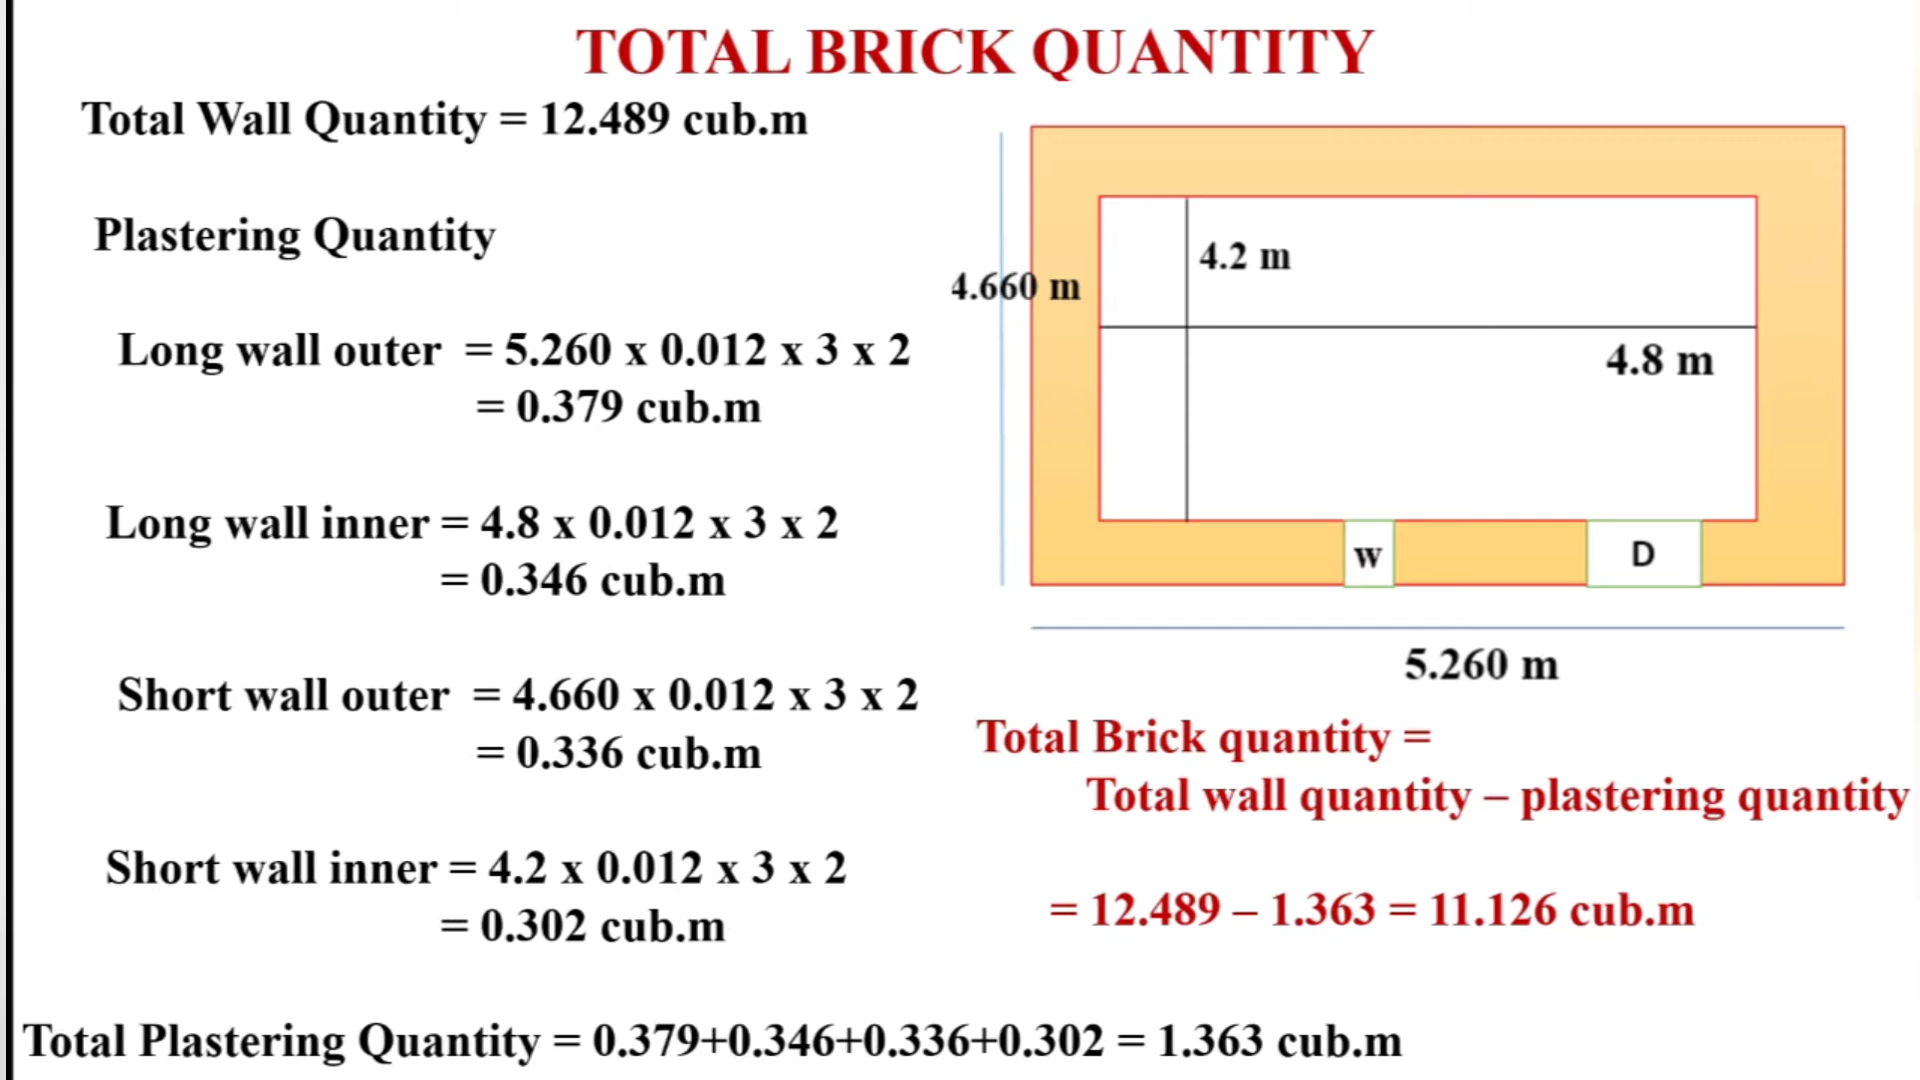 TOTAL BRICK QUANTITY
Total Wall Quantity = 12.489 cub.m
Plastering Quantity
Long wall outer = 5.260 x 0.012 x 3 x 2
= 0.379 cub.m
Long wall inner = 4.8 x 0.012 x 3 x 2
= 0.346 cub.m
Short wall outer = 4.660 x 0.012 x 3 x 2
= 0.336 cub.m
Short wall inner = 4.2 x 0.012 x 3 x 2
= 0.302 cub.m
Total Plastering Quantity = 0.379+0.346+0.336+0.302 = 1.363 cub.m
4.2 m
4.660 m
4.8 m
w
D
5.260 m
Total Brick quantity =
Total wall quantity – plastering quantity
= 12.489 – 1.363 = 11.126 cub.m